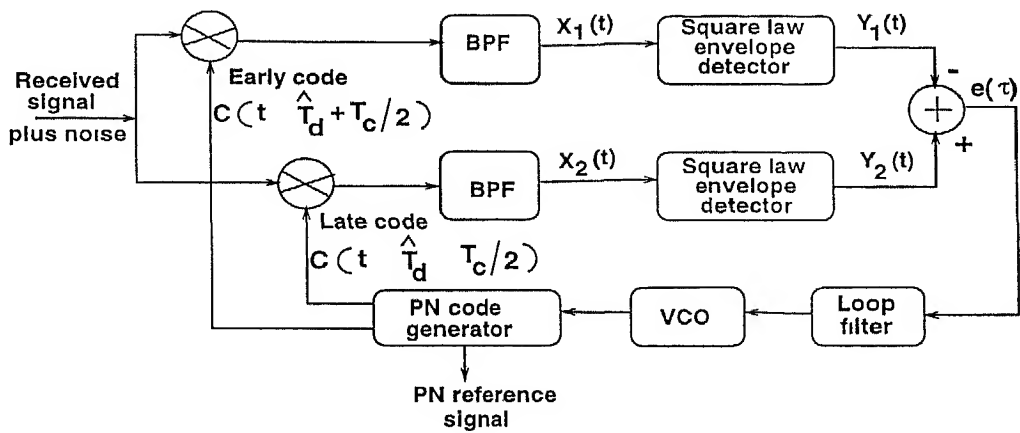 Received
signal
plus noise
Early code
C ( t T̂d + Tc/2 )
BPF
X1(t)
Square law
envelope
detector
Y1(t)
-
+
e(τ)
+
Late code
C ( t T̂d Tc/2 )
BPF
X2(t)
Square law
envelope
detector
Y2(t)
PN code
generator
VCO
Loop
filter
PN reference
signal